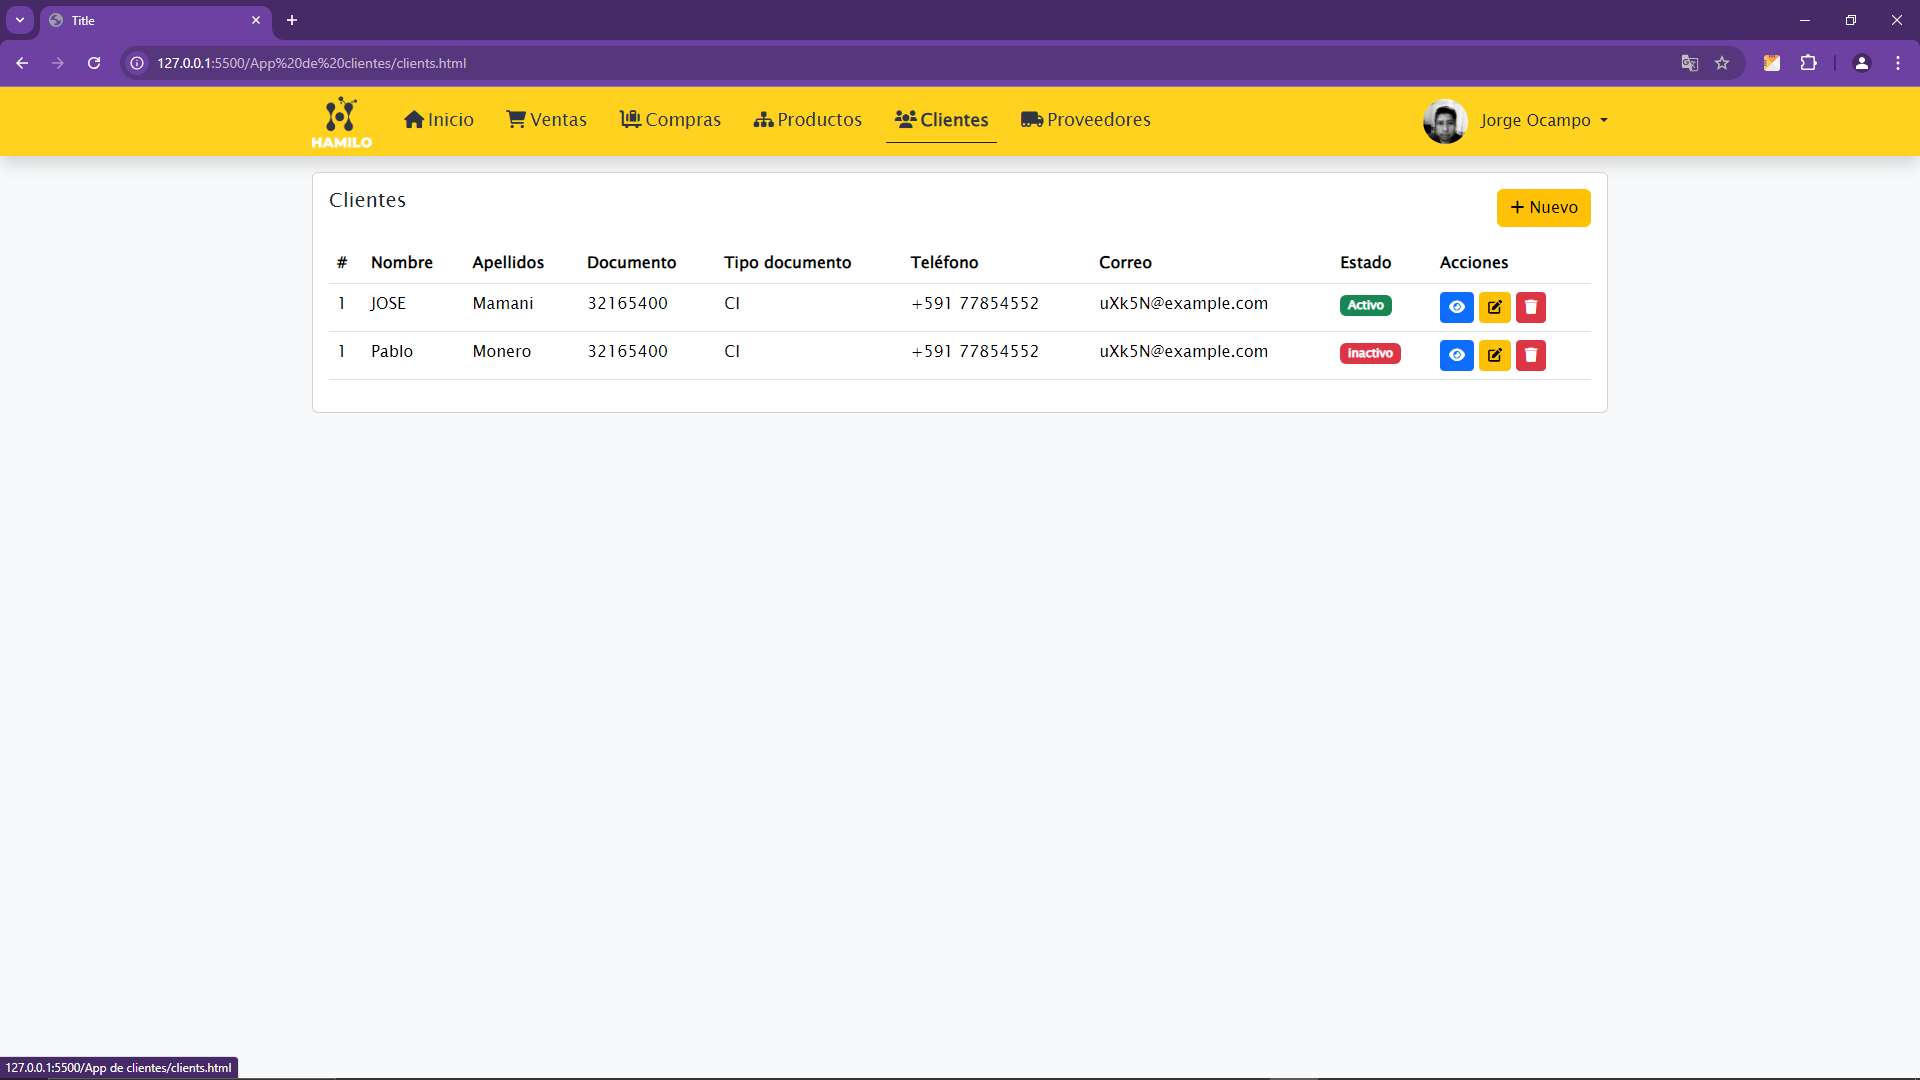 Title
127.0.0.1:5500/App%20de%20clientes/clients.html
HAMILO
Inicio
Ventas
Compras
Productos
Clientes
Proveedores
Jorge Ocampo
Clientes
+ Nuevo
# Nombre Apellidos Documento Tipo documento Teléfono Correo Estado Acciones
1 JOSE Mamani 32165400 CI +591 77854552 uXk5N@example.com Activo
1 Pablo Monero 32165400 CI +591 77854552 uXk5N@example.com Inactivo
127.0.0.1:5500/App de clientes/clients.html